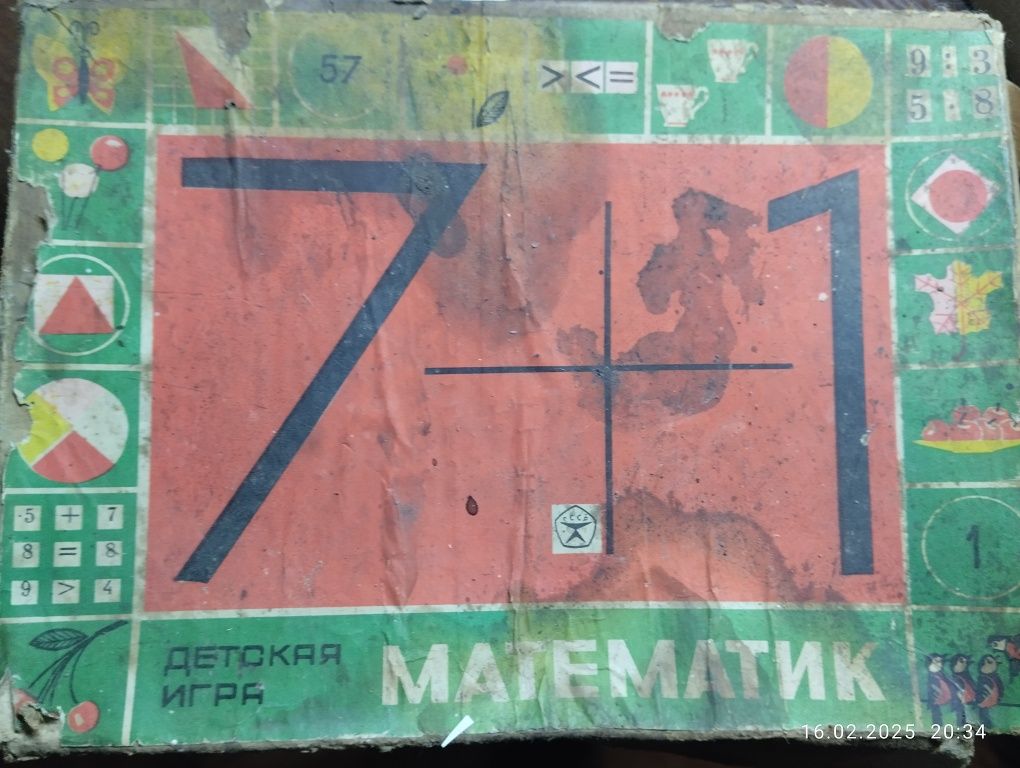 57
> < =
9 : 3
5 : 8
7 + 1
5 + 7
8 = 8
9 > 4
СССР
1
ДЕТСКАЯ
ИГРА
МАТЕМАТИК
16.02.2025 20:34